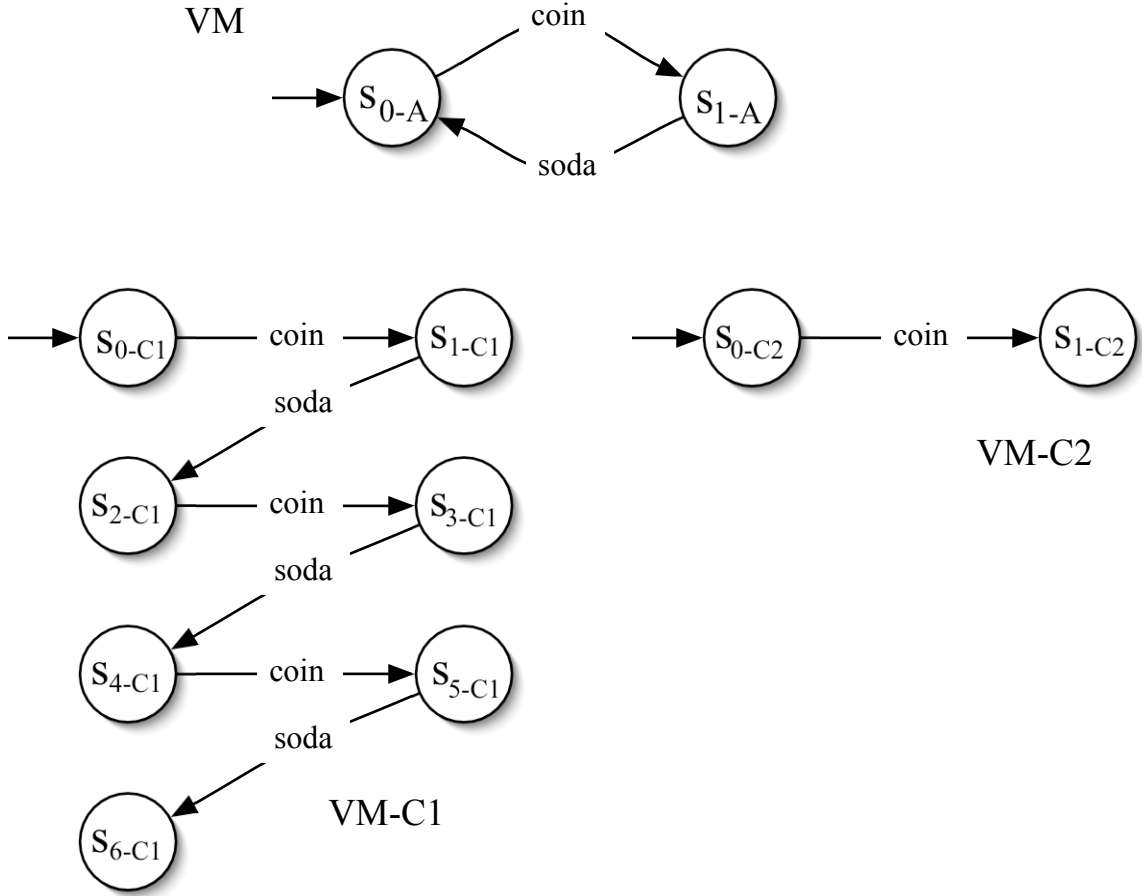 VM
coin
S0-A
S1-A
soda
S0-C1
coin
S1-C1
soda
S2-C1
coin
S3-C1
soda
S4-C1
coin
S5-C1
soda
S6-C1
VM-C1
S0-C2
coin
S1-C2
VM-C2